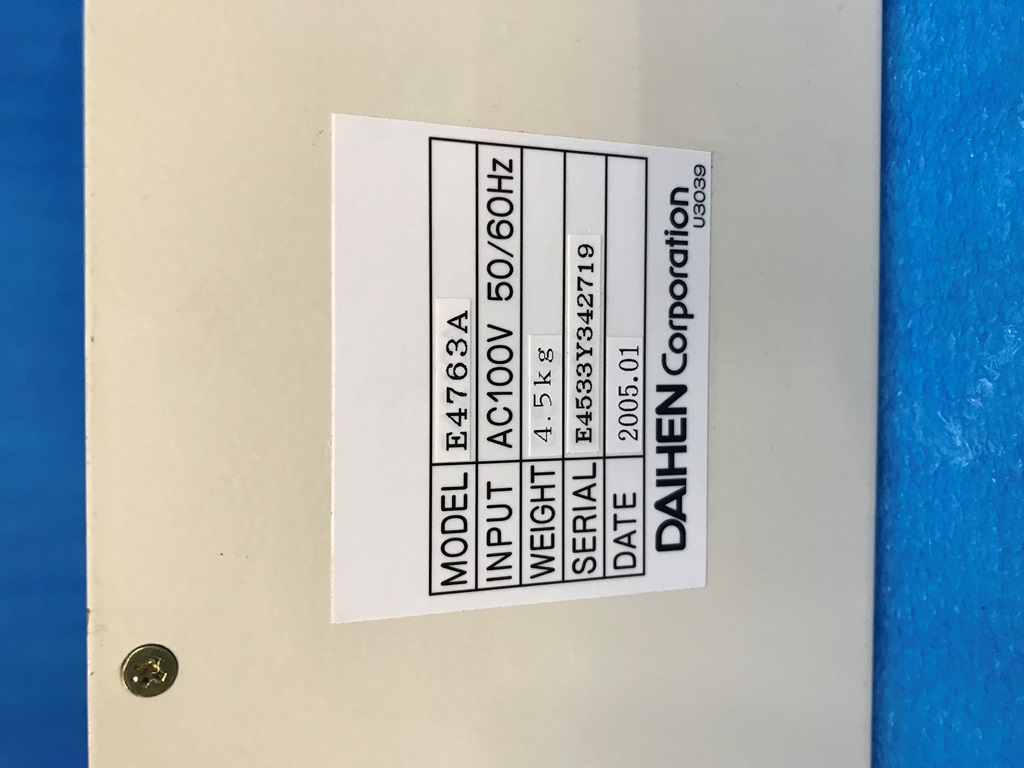 MODEL E4763A
INPUT AC100V 50/60Hz
WEIGHT 4.5kg
SERIAL E4533Y342719
DATE 2005.01
DAIHEN Corporation
U3039